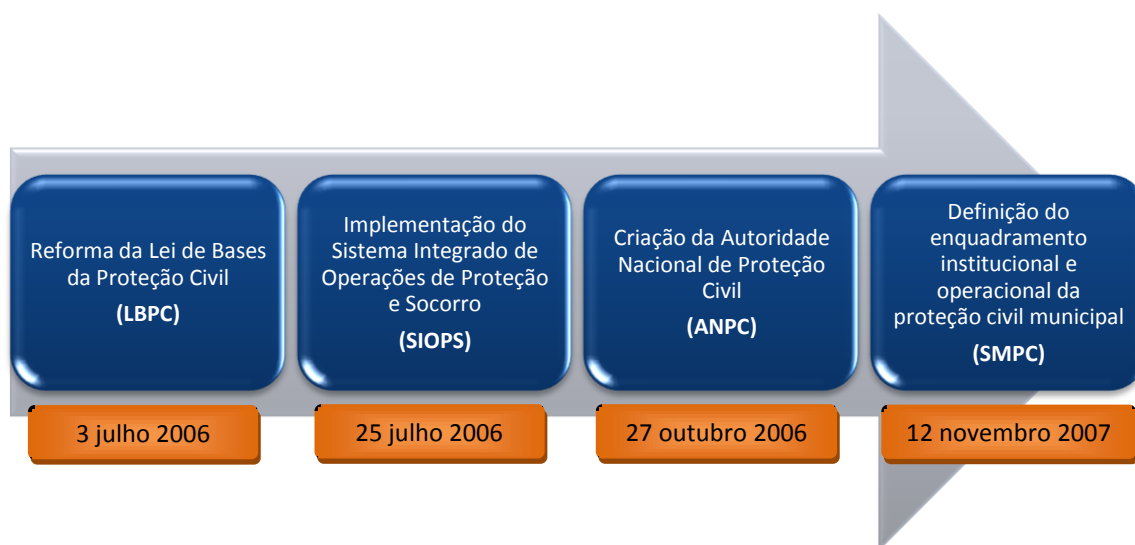 Reforma da Lei de Bases
da Proteção Civil
(LBPC)
3 julho 2006
Implementação do
Sistema Integrado de
Operações de Proteção
e Socorro
(SIOPS)
25 julho 2006
Criação da Autoridade
Nacional de Proteção
Civil
(ANPC)
27 outubro 2006
Definição do
enquadramento
institucional e
operacional da
proteção civil municipal
(SMPC)
12 novembro 2007